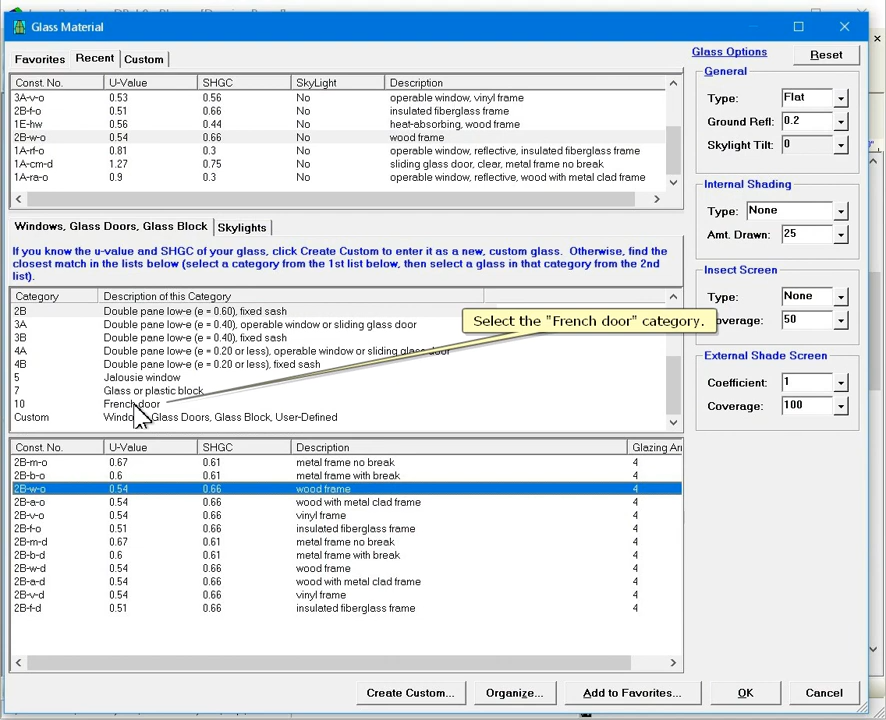 Glass Material
Favorites Recent Custom
Const. No. U-Value SHGC SkyLight Description
3A-v-o 0.53 0.56 No operable window, vinyl frame
2B-f-o 0.51 0.66 No insulated fiberglass frame
1E-hw 0.56 0.44 No heat-absorbing, wood frame
2B-w-o 0.54 0.66 No wood frame
1A-rf-o 0.81 0.3 No operable window, reflective, insulated fiberglass frame
1A-cm-d 1.27 0.75 No sliding glass door, clear, metal frame no break
1A-ra-o 0.9 0.3 No operable window, reflective, wood with metal clad frame
Windows, Glass Doors, Glass Block Skylights
If you know the u-value and SHGC of your glass, click Create Custom to enter it as a new, custom glass. Otherwise, find the
closest match in the lists below (select a category from the 1st list below, then select a glass in that category from the 2nd
list).
Category Description of this Category
2B Double pane low-e (e = 0.60), fixed sash
3A Double pane low-e (e = 0.40), operable window or sliding glass door
3B Double pane low-e (e = 0.40), fixed sash
4A Double pane low-e (e = 0.20 or less), operable window or sliding glass door
4B Double pane low-e (e = 0.20 or less), fixed sash
5 Jalousie window
7 Glass or plastic block
10 French door
Custom Windows, Glass Doors, Glass Block, User-Defined
Select the "French door" category.
Const. No. U-Value SHGC Description Glazing Arr
2B-m-o 0.67 0.61 metal frame no break 4
2B-b-o 0.6 0.61 metal frame with break 4
2B-w-o 0.54 0.66 wood frame 4
2B-a-o 0.54 0.66 wood with metal clad frame 4
2B-v-o 0.54 0.66 vinyl frame 4
2B-f-o 0.51 0.66 insulated fiberglass frame 4
2B-m-d 0.67 0.61 metal frame no break 4
2B-b-d 0.6 0.61 metal frame with break 4
2B-w-d 0.54 0.66 wood frame 4
2B-a-d 0.54 0.66 wood with metal clad frame 4
2B-v-d 0.54 0.66 vinyl frame 4
2B-f-d 0.51 0.66 insulated fiberglass frame 4
Glass Options Reset
General
Type: Flat
Ground Refl: 0.2
Skylight Tilt: 0
Internal Shading
Type: None
Amt. Drawn: 25
Insect Screen
Type: None
Coverage: 50
External Shade Screen
Coefficient: 1
Coverage: 100
Create Custom... Organize... Add to Favorites... OK Cancel